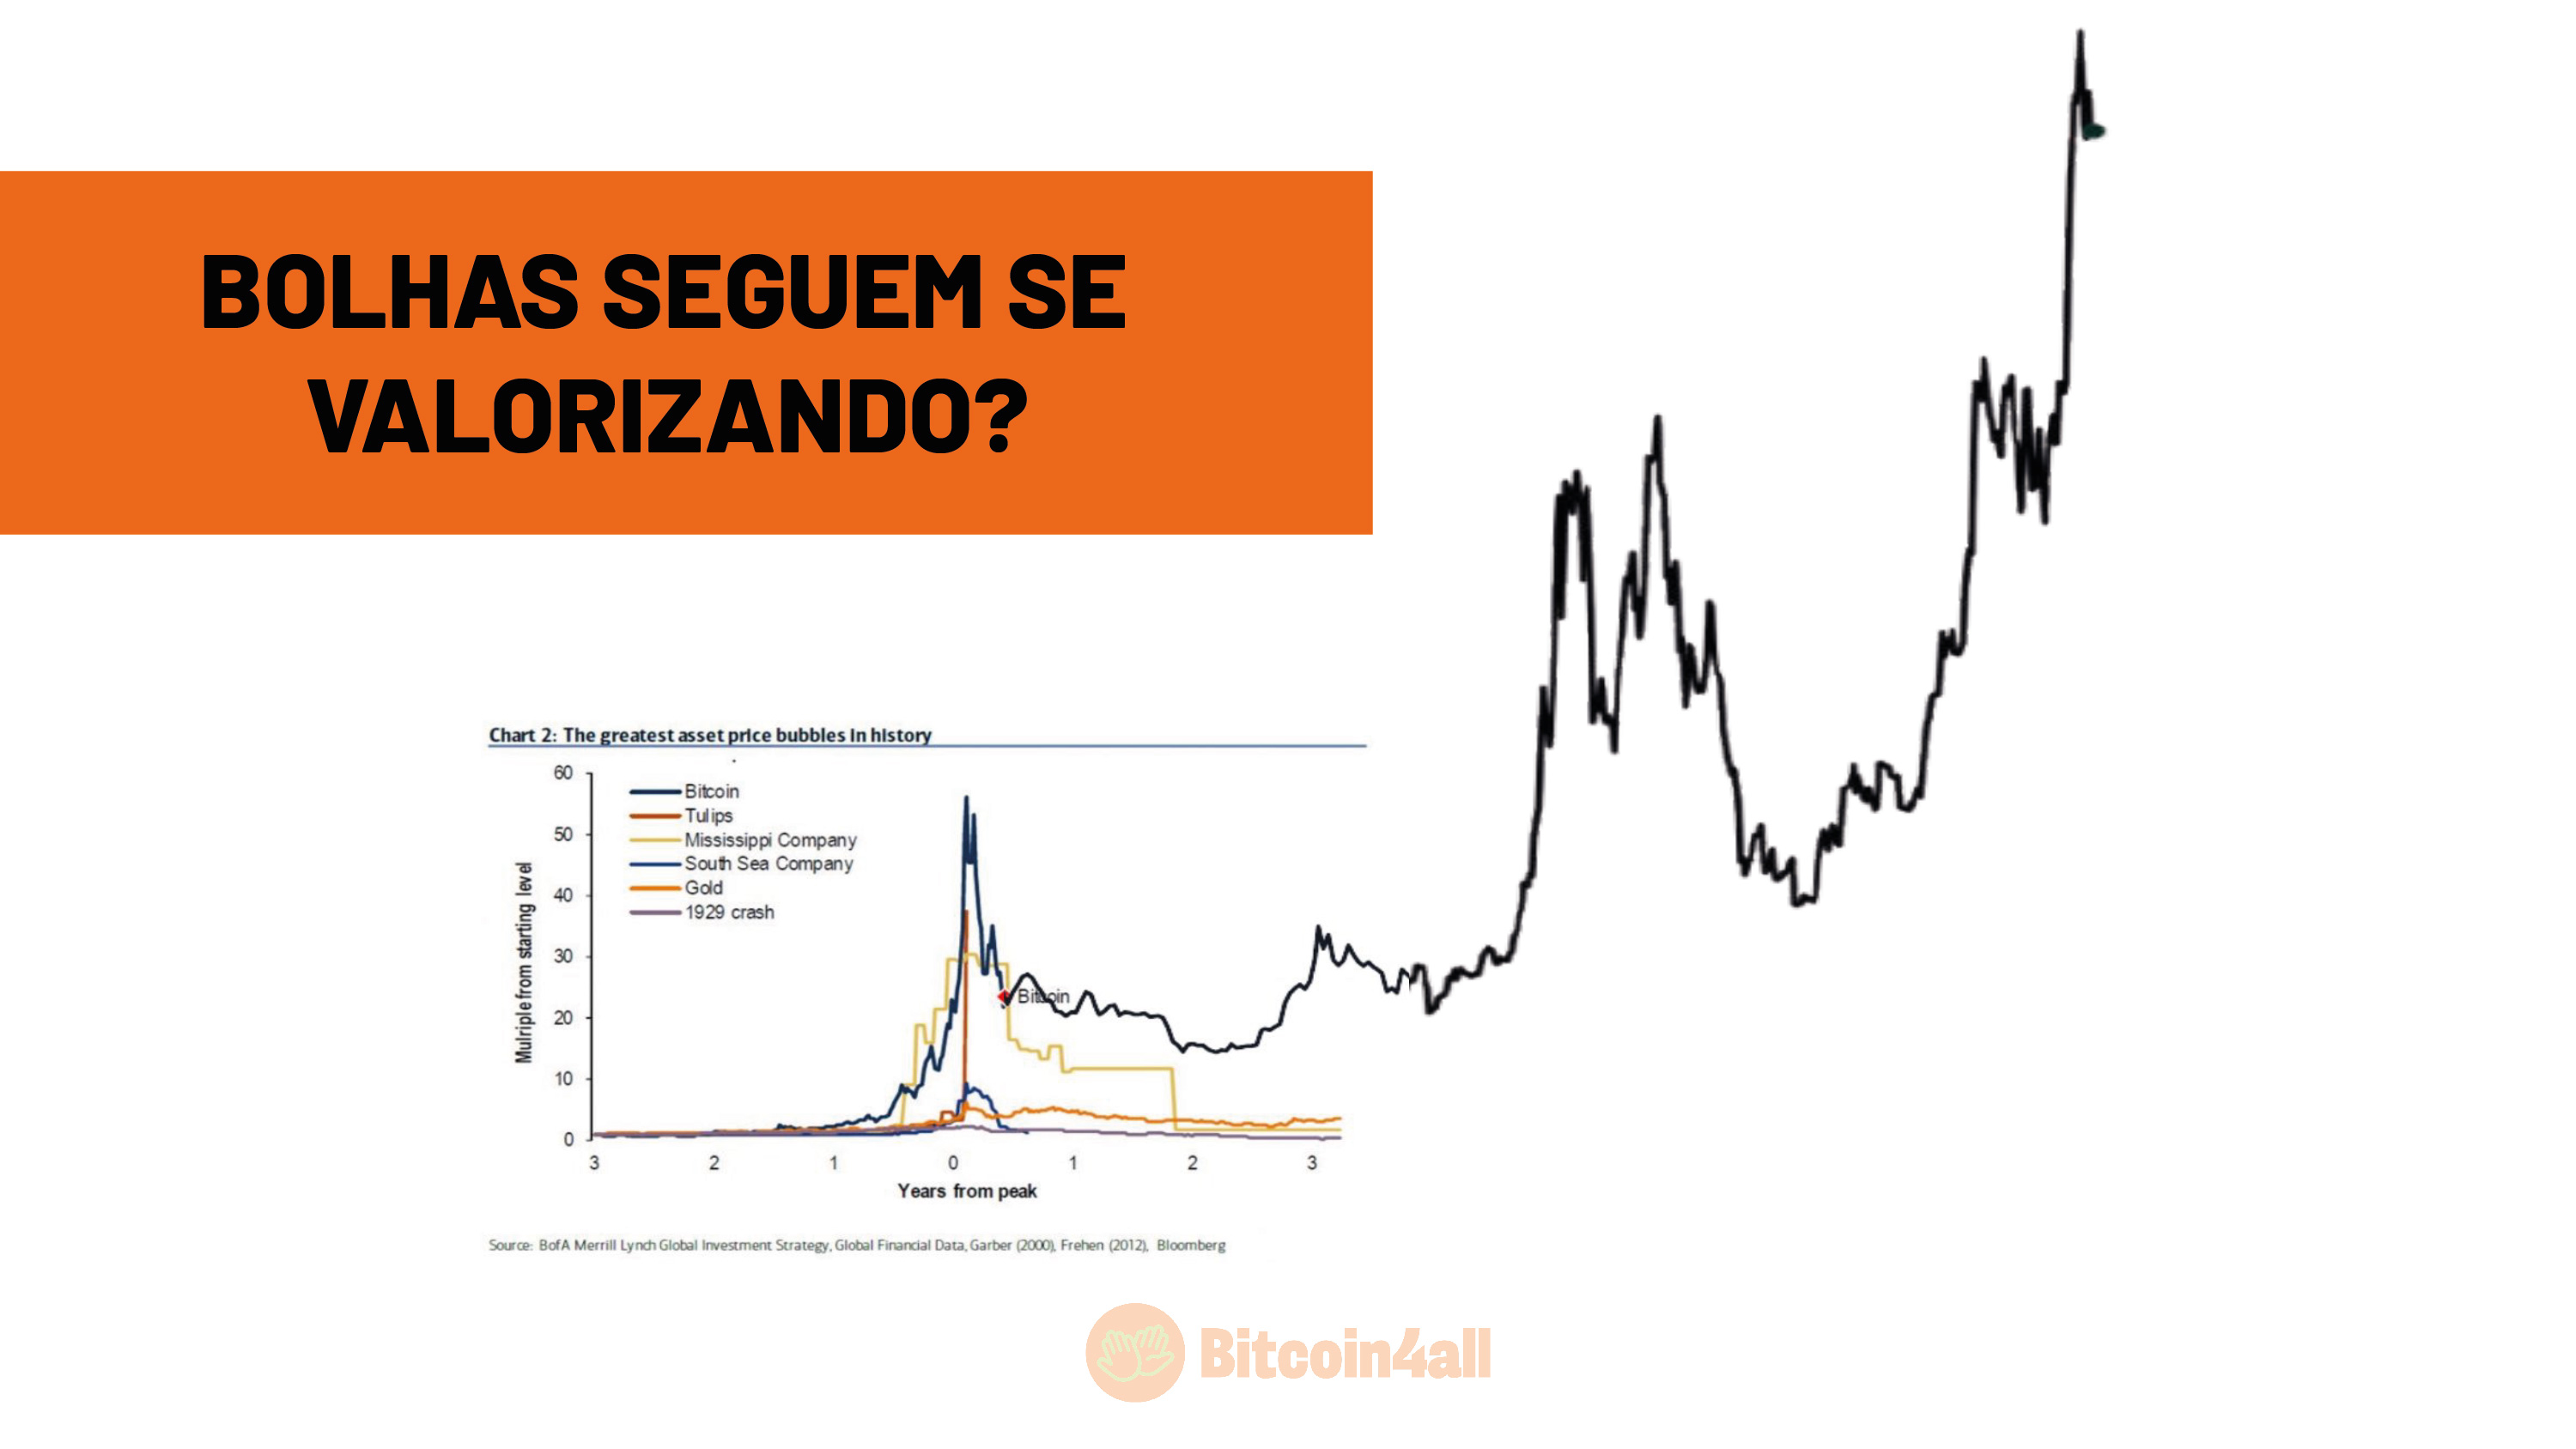 BOLHAS SEGUEM SE
VALORIZANDO?
Chart 2: The greatest asset price bubbles in history
60
50
40
30
20
10
0
Mulriple from starting level
Bitcoin
Tulips
Mississippi Company
South Sea Company
Gold
1929 crash
Bitcoin
3 2 1 0 1 2 3
Years from peak
Source: BofA Merrill Lynch Global Investment Strategy, Global Financial Data, Garber (2000), Frehen (2012), Bloomberg
Bitcoin4all